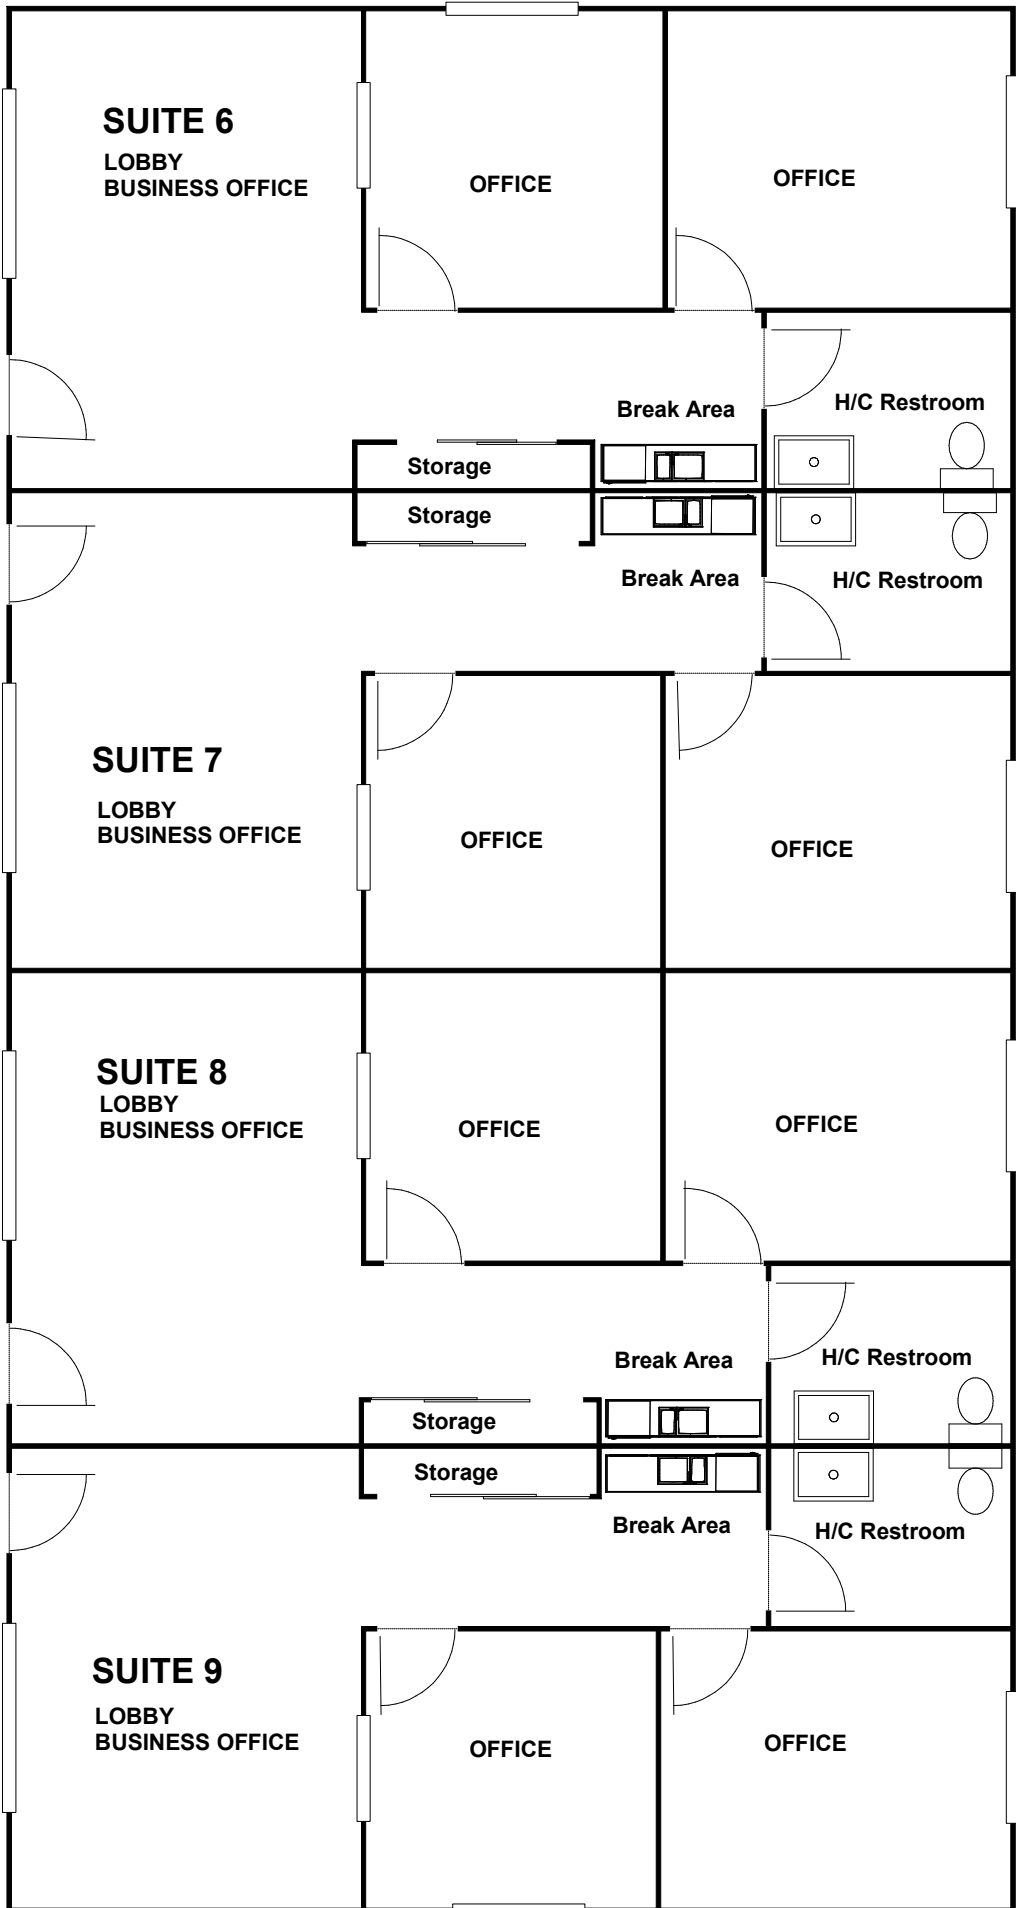 SUITE 6
LOBBY
BUSINESS OFFICE
OFFICE
OFFICE
Break Area
H/C Restroom
Storage
Storage
Break Area
H/C Restroom
SUITE 7
LOBBY
BUSINESS OFFICE
OFFICE
OFFICE
SUITE 8
LOBBY
BUSINESS OFFICE
OFFICE
OFFICE
Break Area
H/C Restroom
Storage
Storage
Break Area
H/C Restroom
SUITE 9
LOBBY
BUSINESS OFFICE
OFFICE
OFFICE